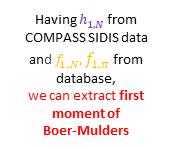 Having h₁,N from
COMPASS SIDIS data
and f₁,N, f₁,π from
database,
we can extract first
moment of
Boer-Mulders